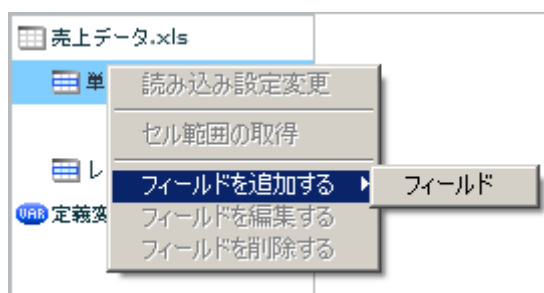 売上データ.xls
単
読み込み設定変更
セル範囲の取得
レ
フィールドを追加する
フィールド
VAR 定義変
フィールドを編集する
フィールドを削除する